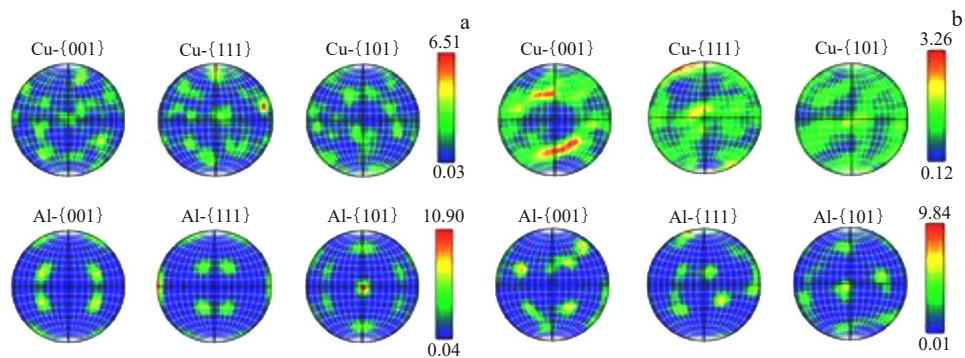 a
b
Cu-{001} Cu-{111} Cu-{101} 6.51 Cu-{001} Cu-{111} Cu-{101} 3.26
0.03 0.12
Al-{001} Al-{111} Al-{101} 10.90 Al-{001} Al-{111} Al-{101} 9.84
0.04 0.01